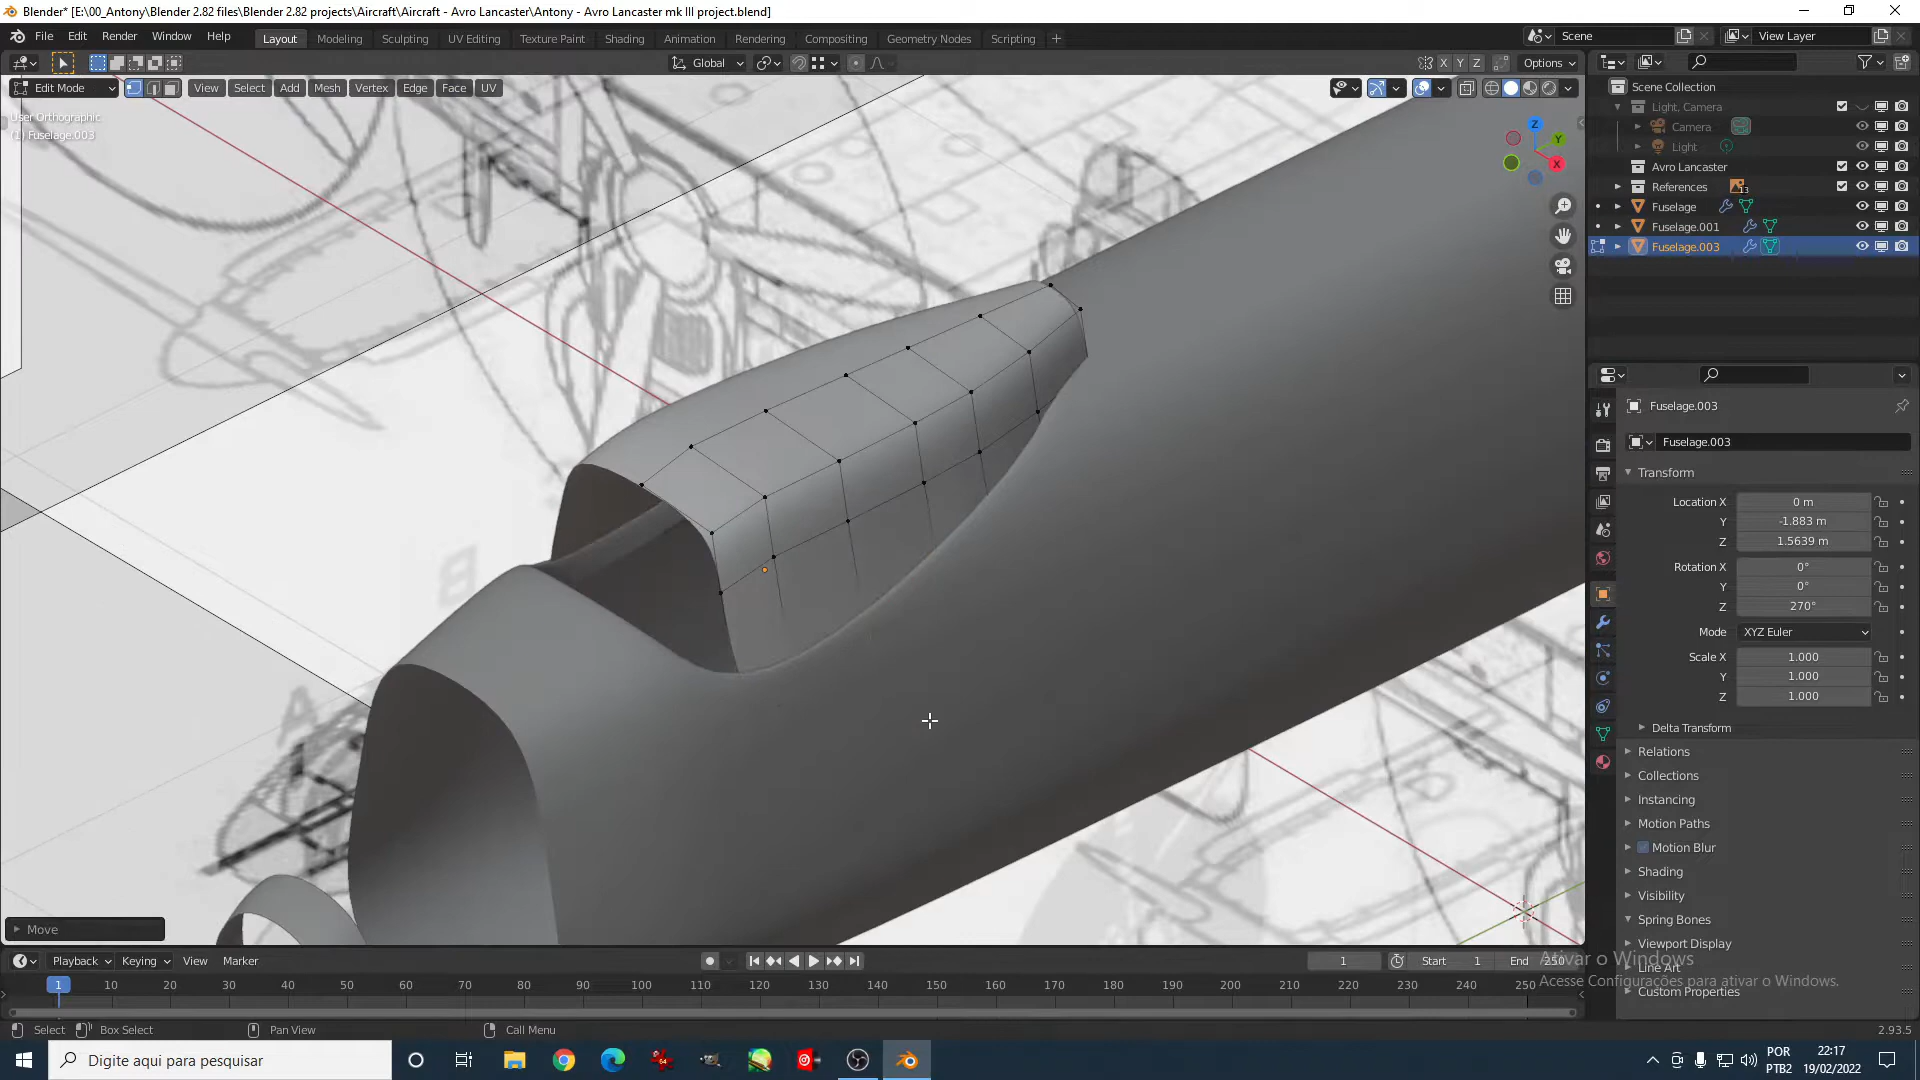 Blender* [E:\00_Antony\Blender 2.82 files\Blender 2.82 projects\Aircraft\Aircraft - Avro Lancaster\Antony - Avro Lancaster mk III project.blend]
File Edit Render Window Help Layout Modeling Sculpting UV Editing Texture Paint Shading Animation Rendering Compositing Geometry Nodes Scripting + Scene View Layer
Global X Y Z Options
Edit Mode View Select Add Mesh Vertex Edge Face UV
User Orthographic
(1) Fuselage.003
Z
Y
X
Scene Collection
Light, Camera
Camera
Light
Avro Lancaster
References 13
Fuselage
Fuselage.001
Fuselage.003
Fuselage.003
Fuselage.003
Transform
Location X 0 m
Y -1.883 m
Z 1.5639 m
Rotation X 0°
Y 0°
Z 270°
Mode XYZ Euler
Scale X 1.000
Y 1.000
Z 1.000
Delta Transform
Relations
Collections
Instancing
Motion Paths
Motion Blur
Shading
Visibility
Spring Bones
Viewport Display
Line Art
Custom Properties
B
A
Move
Ativar o Windows
Acesse Configurações para ativar o Windows.
Playback Keying View Marker 1 Start 1 End 250
1 10 20 30 40 50 60 70 80 90 100 110 120 130 140 150 160 170 180 190 200 210 220 230 240 250
Select Box Select Pan View Call Menu 2.93.5
Digite aqui para pesquisar
64
POR
PTB2
22:17
19/02/2022